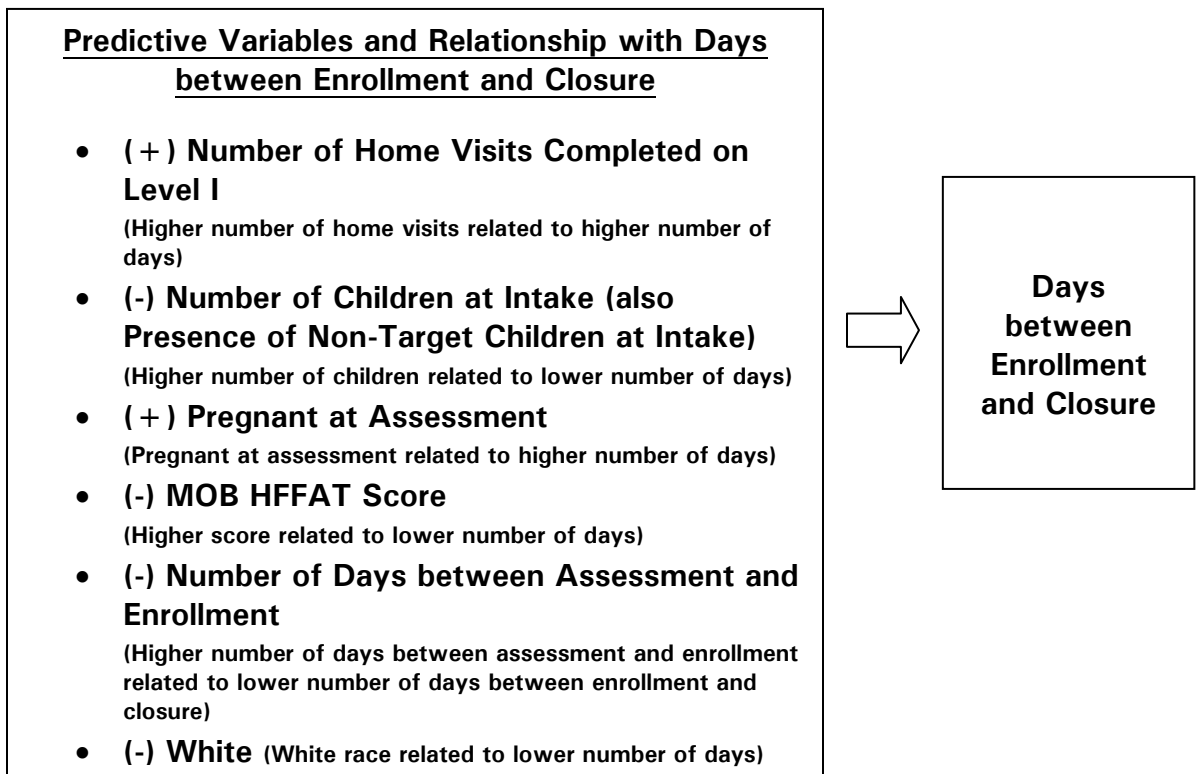 Predictive Variables and Relationship with Days
between Enrollment and Closure
• (+) Number of Home Visits Completed on
Level I
(Higher number of home visits related to higher number of
days)
• (-) Number of Children at Intake (also
Presence of Non-Target Children at Intake)
(Higher number of children related to lower number of days)
• (+) Pregnant at Assessment
(Pregnant at assessment related to higher number of days)
• (-) MOB HFFAT Score
(Higher score related to lower number of days)
• (-) Number of Days between Assessment and
Enrollment
(Higher number of days between assessment and enrollment
related to lower number of days between enrollment and
closure)
• (-) White (White race related to lower number of days)
Days
between
Enrollment
and Closure